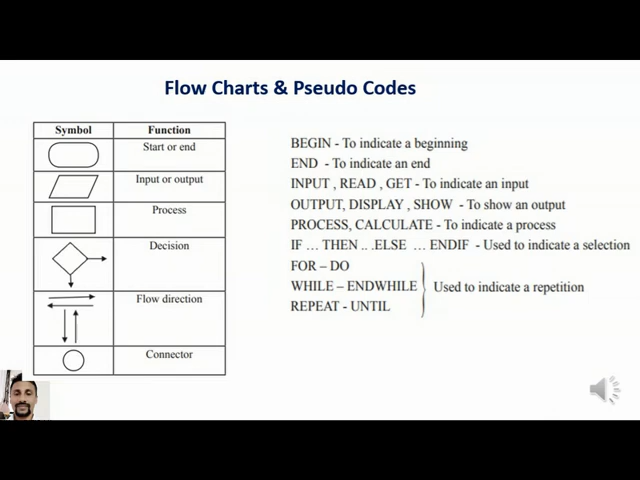 Flow Charts & Pseudo Codes
Symbol Function
Start or end
Input or output
Process
Decision
Flow direction
Connector
BEGIN - To indicate a beginning
END - To indicate an end
INPUT , READ , GET - To indicate an input
OUTPUT, DISPLAY , SHOW - To show an output
PROCESS, CALCULATE - To indicate a process
IF … THEN .. .ELSE … ENDIF - Used to indicate a selection
FOR – DO
WHILE – ENDWHILE Used to indicate a repetition
REPEAT - UNTIL